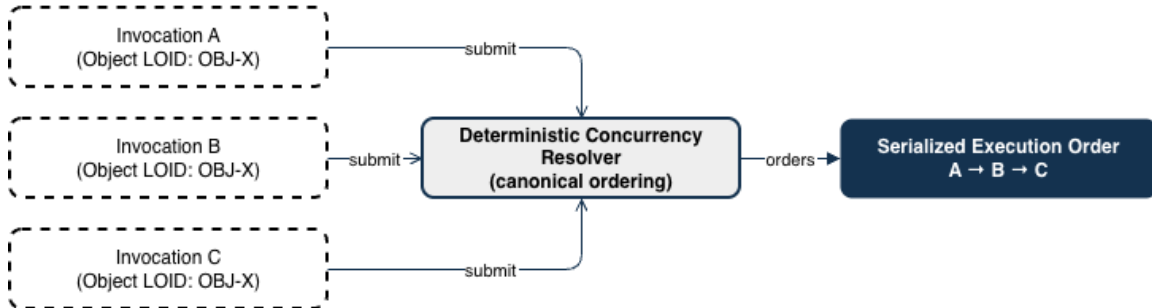 Invocation A
(Object LOID: OBJ-X)
submit
Invocation B
(Object LOID: OBJ-X)
submit
Deterministic Concurrency
Resolver
(canonical ordering)
orders
Serialized Execution Order
A → B → C
Invocation C
(Object LOID: OBJ-X)
submit